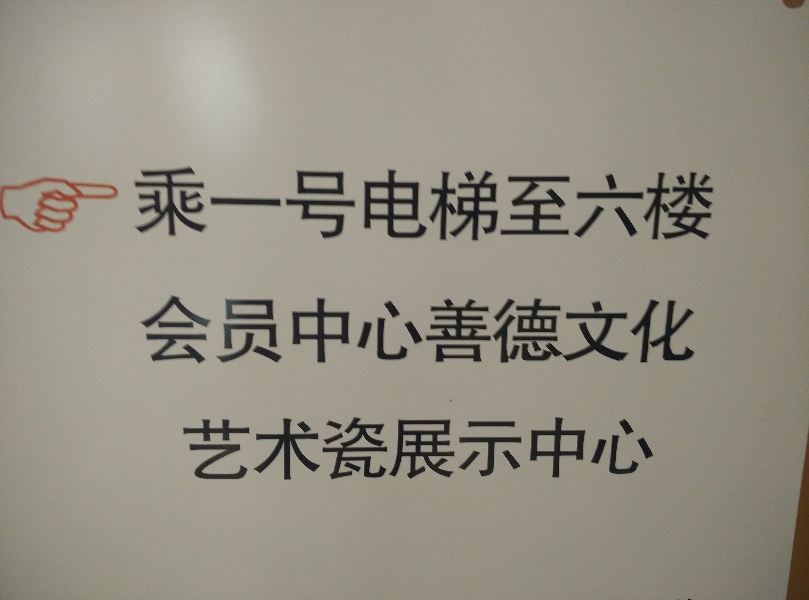 乘一号电梯至六楼
会员中心善德文化
艺术瓷展示中心